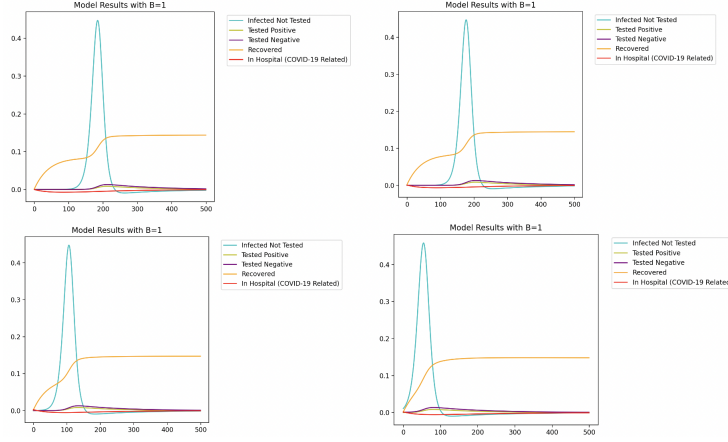 Model Results with B=1
Infected Not Tested
Tested Positive
Tested Negative
Recovered
In Hospital (COVID-19 Related)
0.4
0.3
0.2
0.1
0.0
0 100 200 300 400 500
Model Results with B=1
Infected Not Tested
Tested Positive
Tested Negative
Recovered
In Hospital (COVID-19 Related)
0.4
0.3
0.2
0.1
0.0
0 100 200 300 400 500
Model Results with B=1
Infected Not Tested
Tested Positive
Tested Negative
Recovered
In Hospital (COVID-19 Related)
0.4
0.3
0.2
0.1
0.0
0 100 200 300 400 500
Model Results with B=1
Infected Not Tested
Tested Positive
Tested Negative
Recovered
In Hospital (COVID-19 Related
0.4
0.3
0.2
0.1
0.0
0 100 200 300 400 500